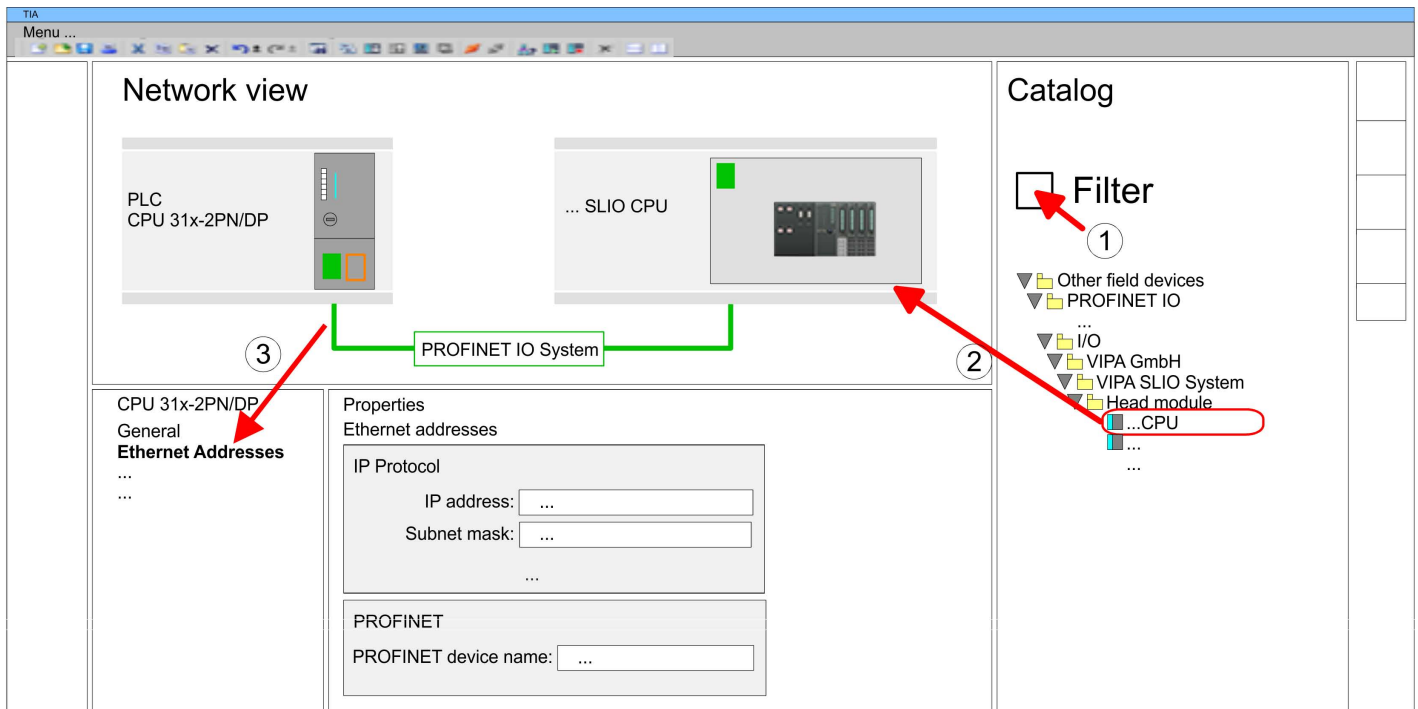 TIA
Menu ...
Network view
PLC
CPU 31x-2PN/DP
... SLIO CPU
PROFINET IO System
3
2
Catalog
Filter
1
Other field devices
PROFINET IO
...
I/O
VIPA GmbH
VIPA SLIO System
Head module
...CPU
...
...
CPU 31x-2PN/DP
General
Ethernet Addresses
...
...
Properties
Ethernet addresses
IP Protocol
IP address: ...
Subnet mask: ...
...
PROFINET
PROFINET device name: ...